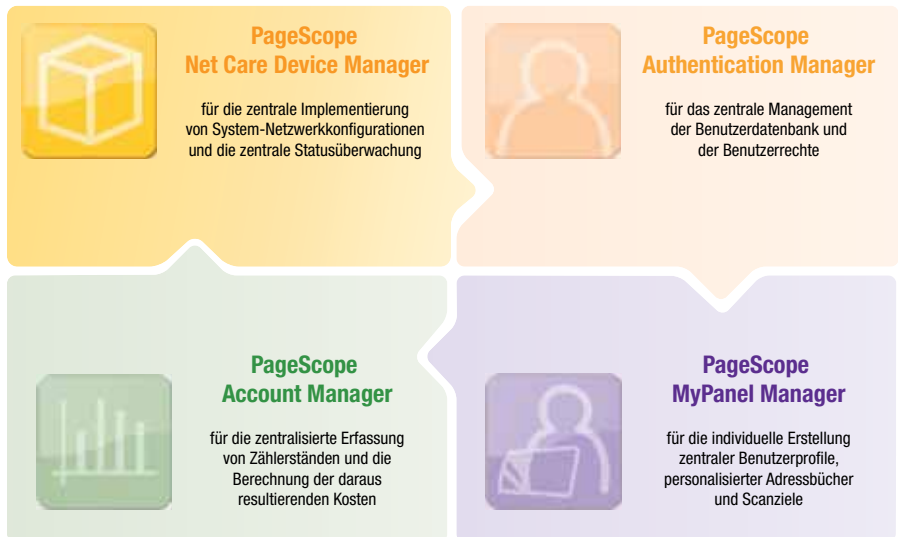 PageScope
Net Care Device Manager
für die zentrale Implementierung
von System-Netzwerkkonfigurationen
und die zentrale Statusüberwachung
PageScope
Authentication Manager
für das zentrale Management
der Benutzerdatenbank und
der Benutzerrechte
PageScope
Account Manager
für die zentralisierte Erfassung
von Zählerständen und die
Berechnung der daraus
resultierenden Kosten
PageScope
MyPanel Manager
für die individuelle Erstellung
zentraler Benutzerprofile,
personalisierter Adressbücher
und Scanziele